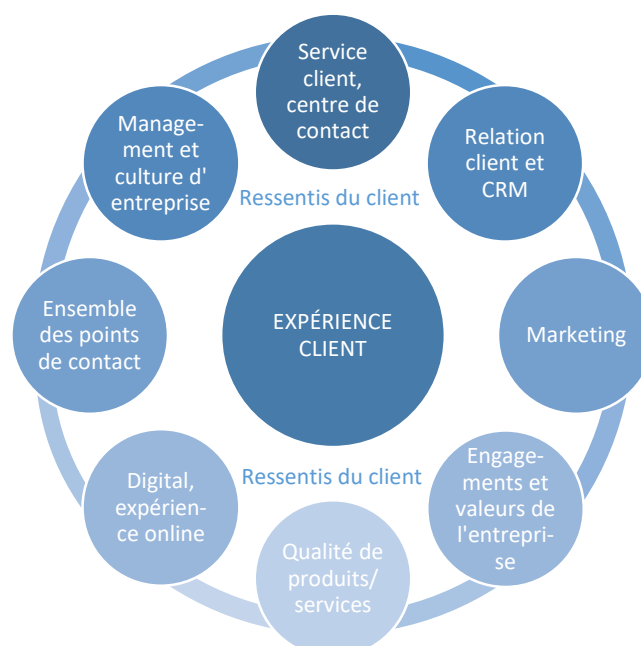 Service
client,
centre de
contact
Manage-
ment et
culture d'
entreprise
Relation
client et
CRM
Ressentis du client
Ensemble
des points
de contact
EXPÉRIENCE
CLIENT
Marketing
Ressentis du client
Digital,
expérien-
ce online
Engage-
ments et
valeurs de
l'entrepri-
se
Qualité de
produits/
services